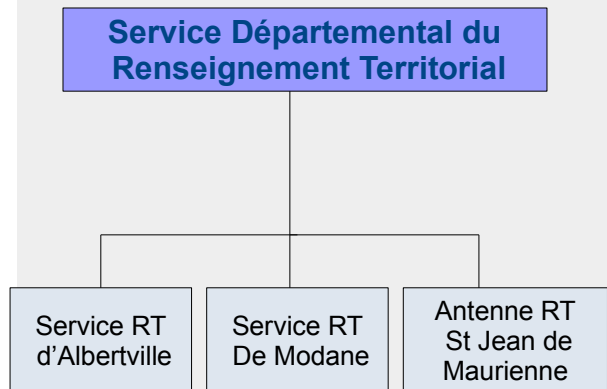 Service Départemental du
Renseignement Territorial
Service RT
d’Albertville
Service RT
De Modane
Antenne RT
St Jean de
Maurienne